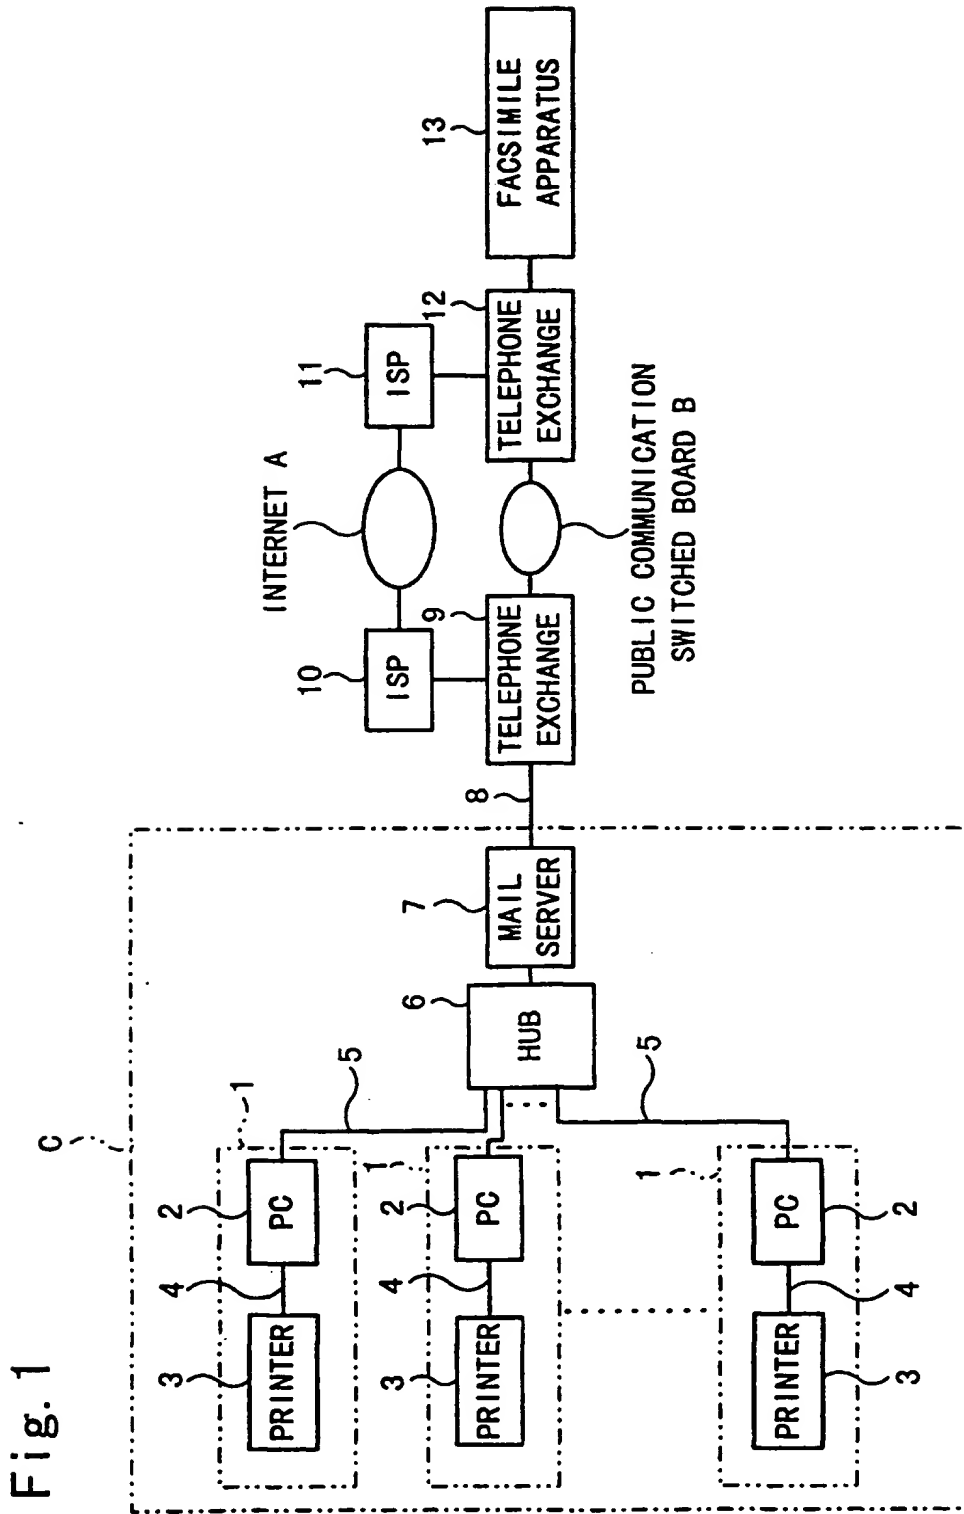 Fig. 1
C
1
2
PC
4
3
PRINTER
5
1
2
PC
4
3
PRINTER
1
PC
2
4
PRINTER
3
5
6
HUB
7
MAIL
SERVER
8
9
TELEPHONE
EXCHANGE
10
ISP
INTERNET A
11
ISP
PUBLIC COMMUNICATION
SWITCHED BOARD B
12
TELEPHONE
EXCHANGE
13
FACSIMILE
APPARATUS